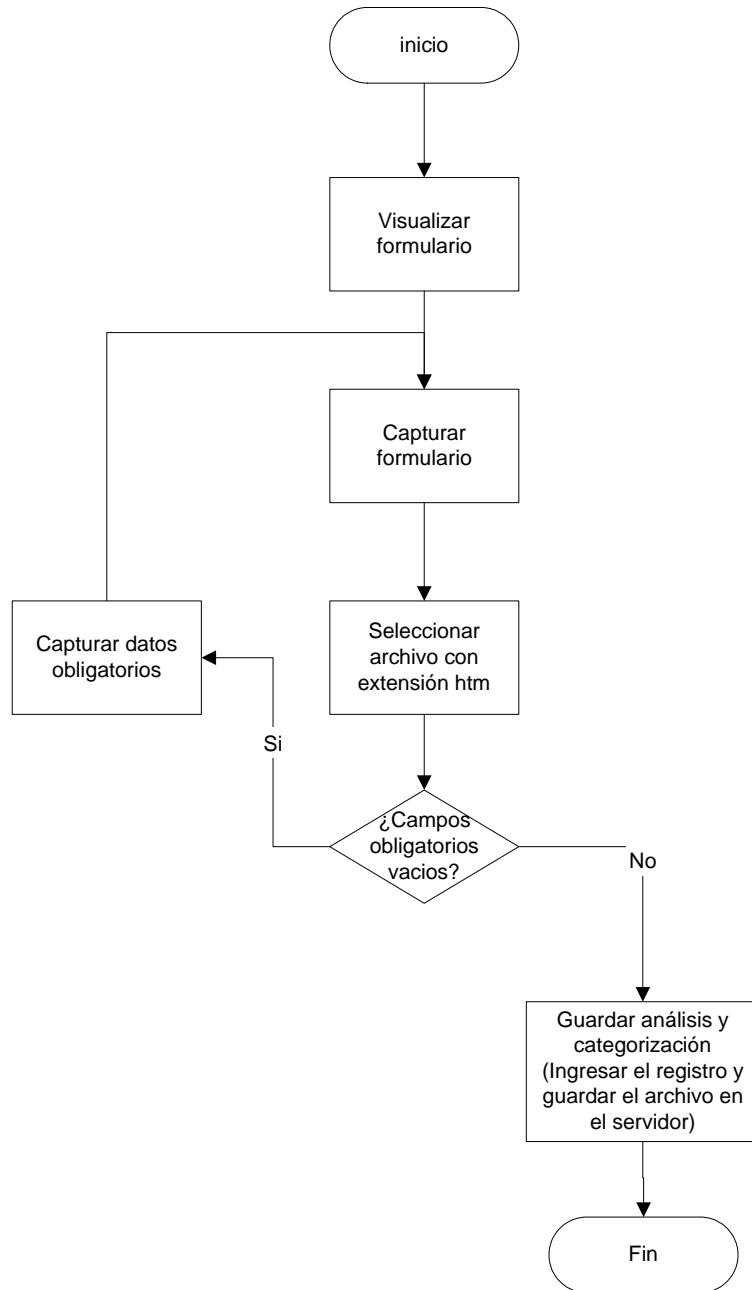 inicio
Visualizar
formulario
Capturar
formulario
Capturar datos
obligatorios
Seleccionar
archivo con
extensión htm
Si
¿Campos
obligatorios
vacios?
No
Guardar análisis y
categorización
(Ingresar el registro y
guardar el archivo en
el servidor)
Fin